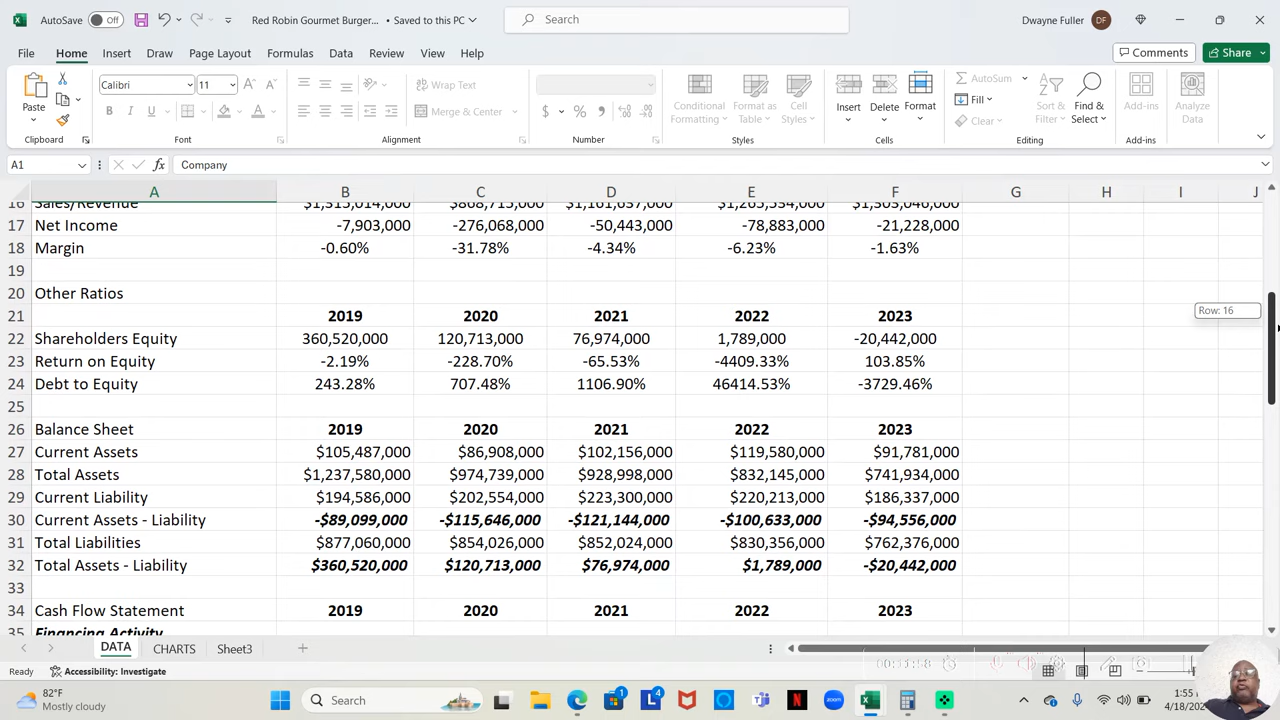 AutoSave Off Red Robin Gourmet Burger... • Saved to this PC Search Dwayne Fuller DF
File Home Insert Draw Page Layout Formulas Data Review View Help Comments Share
Calibri 11 Wrap Text AutoSum
Paste B I U Merge & Center $ % Conditional Formatting Format as Table Cell Styles Insert Delete Format Fill Clear Sort & Filter Find & Select Add-ins Analyze Data
Clipboard Font Alignment Number Styles Cells Editing Add-ins
A1 fx Company
A B C D E F G H I J
16 Sales/Revenue
17 Net Income -7,903,000 -276,068,000 -50,443,000 -78,883,000 -21,228,000
18 Margin -0.60% -31.78% -4.34% -6.23% -1.63%
19
20 Other Ratios
21 2019 2020 2021 2022 2023
22 Shareholders Equity 360,520,000 120,713,000 76,974,000 1,789,000 -20,442,000
23 Return on Equity -2.19% -228.70% -65.53% -4409.33% 103.85%
24 Debt to Equity 243.28% 707.48% 1106.90% 46414.53% -3729.46%
25
26 Balance Sheet 2019 2020 2021 2022 2023
27 Current Assets $105,487,000 $86,908,000 $102,156,000 $119,580,000 $91,781,000
28 Total Assets $1,237,580,000 $974,739,000 $928,998,000 $832,145,000 $741,934,000
29 Current Liability $194,586,000 $202,554,000 $223,300,000 $220,213,000 $186,337,000
30 Current Assets - Liability -$89,099,000 -$115,646,000 -$121,144,000 -$100,633,000 -$94,556,000
31 Total Liabilities $877,060,000 $854,026,000 $852,024,000 $830,356,000 $762,376,000
32 Total Assets - Liability $360,520,000 $120,713,000 $76,974,000 $1,789,000 -$20,442,000
33
34 Cash Flow Statement 2019 2020 2021 2022 2023
35 Financing Activity
Row: 16
DATA CHARTS Sheet3
Ready Accessibility: Investigate
82°F
Mostly cloudy
Search
1 4
1:55